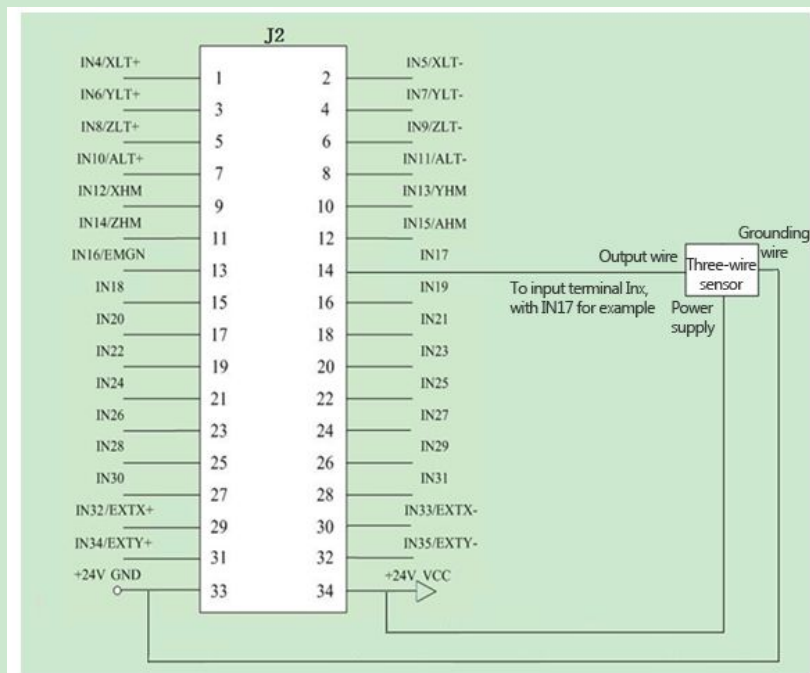 J2
IN4/XLT+
1
2
IN5/XLT-
IN6/YLT+
3
4
IN7/YLT-
IN8/ZLT+
5
6
IN9/ZLT-
IN10/ALT+
7
8
IN11/ALT-
IN12/XHM
9
10
IN13/YHM
IN14/ZHM
11
12
IN15/AHM
IN16/EMGN
13
14
IN17
IN18
15
16
IN19
IN20
17
18
IN21
IN22
19
20
IN23
IN24
21
22
IN25
IN26
23
24
IN27
IN28
25
26
IN29
IN30
27
28
IN31
IN32/EXTX+
29
30
IN33/EXTX-
IN34/EXTY+
31
32
IN35/EXTY-
+24V GND
33
34
+24V VCC
Output wire
Three-wire
sensor
Grounding
wire
To input terminal Inx,
with IN17 for example
Power
supply